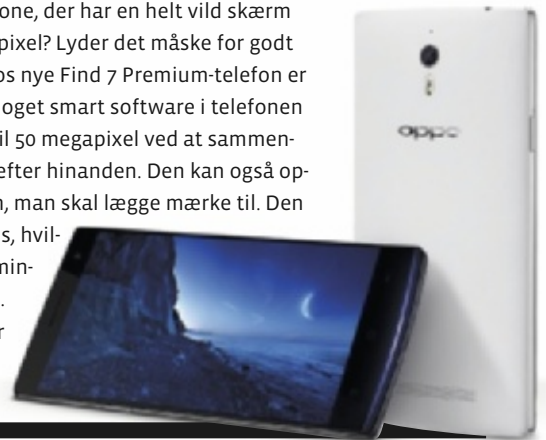 one, der har en helt vild skærm
pixel? Lyder det måske for godt
os nye Find 7 Premium-telefon er
oget smart software i telefonen
il 50 megapixel ved at sammen-
efter hinanden. Den kan også op-
n, man skal lægge mærke til. Den
s, hvil-
min-
.
r
oppo